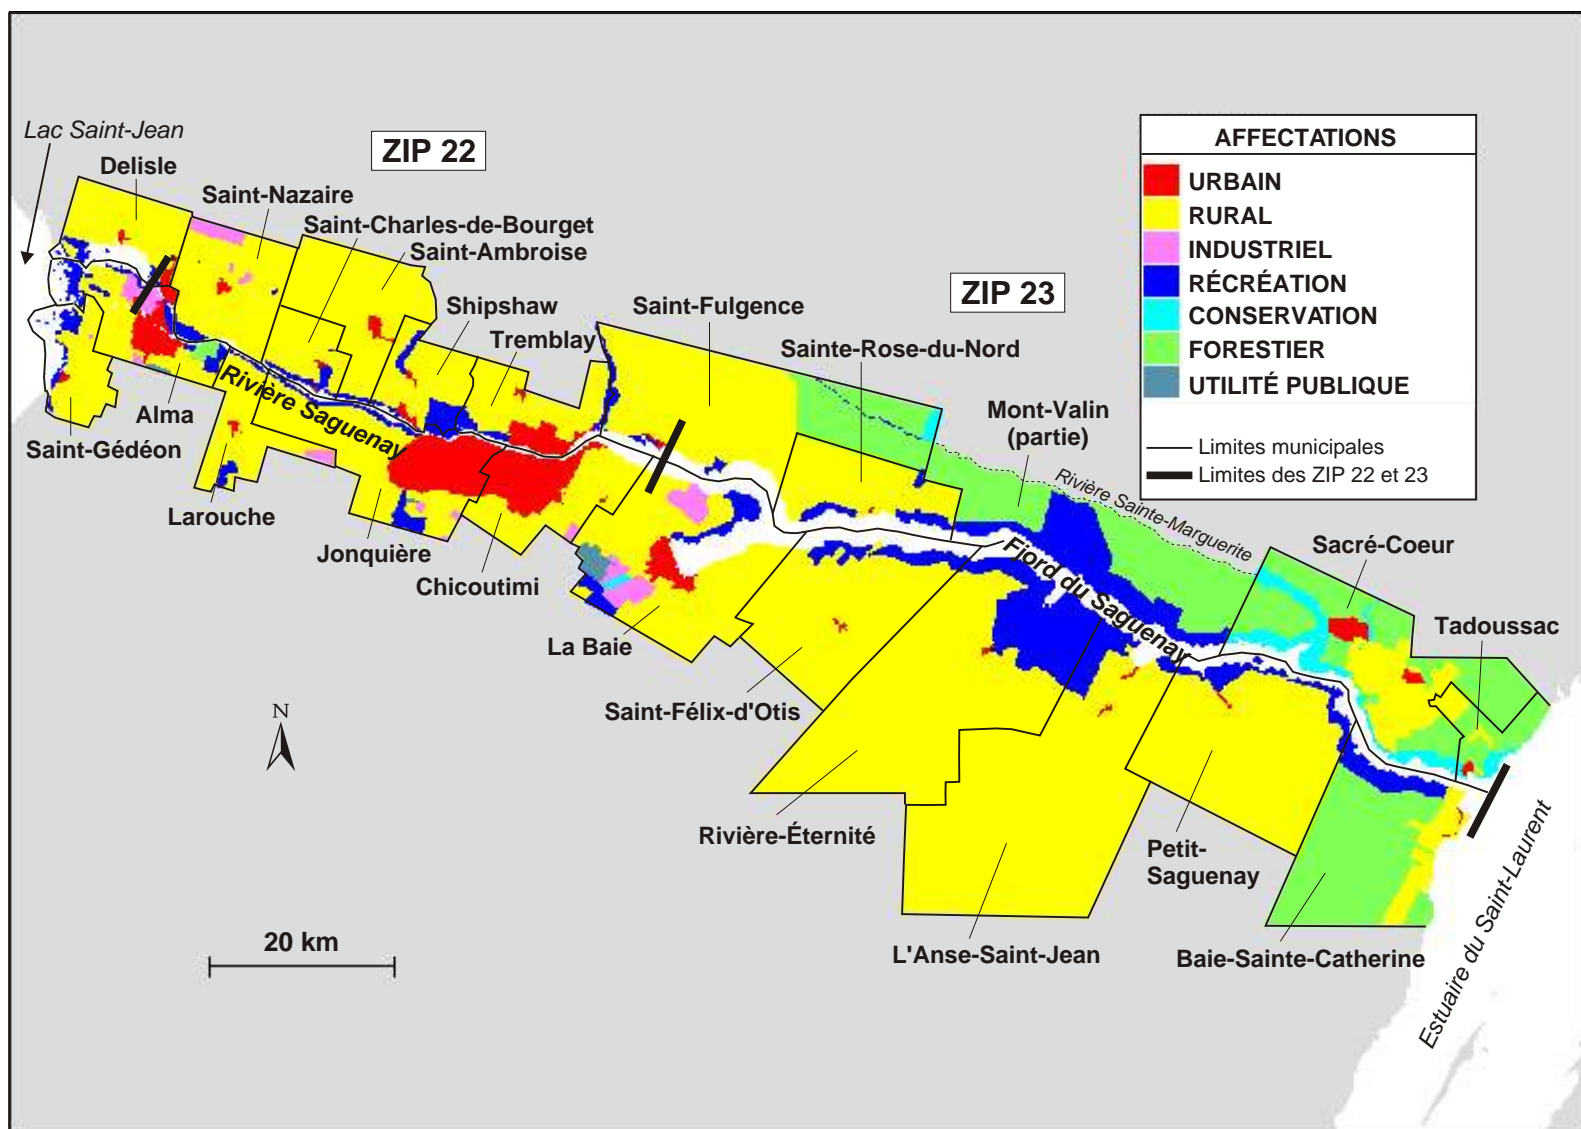 Lac Saint-Jean
ZIP 22
Delisle
Saint-Nazaire
Saint-Charles-de-Bourget
Saint-Ambroise
Shipshaw
Tremblay
ZIP 23
Saint-Fulgence
Sainte-Rose-du-Nord
Mont-Valin
(partie)
AFFECTATIONS
URBAIN
RURAL
INDUSTRIEL
RÉCRÉATION
CONSERVATION
FORESTIER
UTILITÉ PUBLIQUE
Limites municipales
Limites des ZIP 22 et 23
Rivière Saguenay
Alma
Saint-Gédéon
Larouche
Jonquière
Chicoutimi
La Baie
Rivière Sainte-Marguerite
Fjord du Saguenay
Sacré-Coeur
Tadoussac
Saint-Félix-d'Otis
N
Rivière-Éternité
Petit-
Saguenay
L'Anse-Saint-Jean
Baie-Sainte-Catherine
Estuaire du Saint-Laurent
20 km